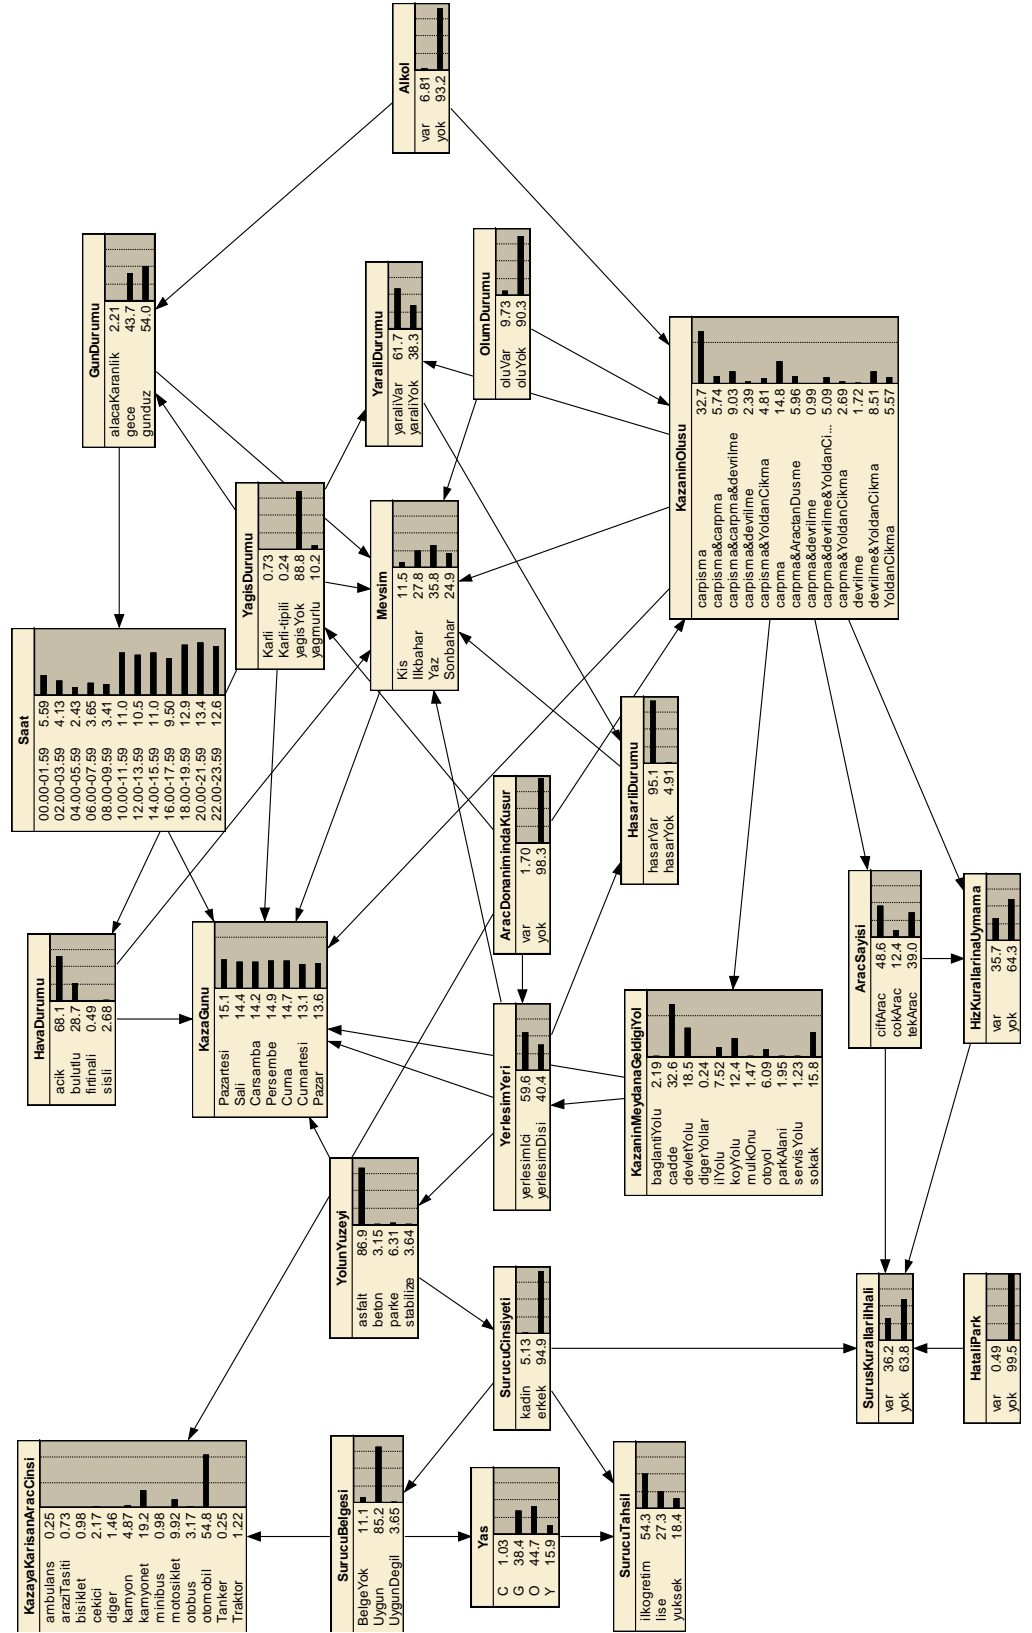 Alkol
var 6.81
yok 93.2
GunDurumu
alacaKaranlik 2.21
gece 43.7
gunduz 54.0
YaraliDurumu
yaraliVar 61.7
yaraliYok 38.3
OlumDurumu
oluVar 9.73
oluYok 90.3
KazaninOlusu
carpisma 32.7
carpisma&carpma 5.74
carpisma&carpma&devrilme 9.03
carpisma&devrilme 2.39
carpisma&YoldanCikma 4.81
carpma 14.8
carpma&AractanDusme 5.96
carpma&devrilme 0.99
carpma&devrilme&YoldanCi... 5.09
carpma&YoldanCikma 2.69
devrilme 1.72
devrilme&YoldanCikma 8.51
YoldanCikma 5.57
YagisDurumu
Karli 0.73
Karli-tipili 0.24
yagisYok 88.8
yagmurlu 10.2
Mevsim
Kis 11.5
Ilkbahar 27.8
Yaz 35.8
Sonbahar 24.9
Saat
00.00-01.59 5.59
02.00-03.59 4.13
04.00-05.59 2.43
06.00-07.59 3.65
08.00-09.59 3.41
10.00-11.59 11.0
12.00-13.59 10.5
14.00-15.59 11.0
16.00-17.59 9.50
18.00-19.59 12.9
20.00-21.59 13.4
22.00-23.59 12.6
HasarliDurumu
hasarVar 95.1
hasarYok 4.91
AracDonanimindaKusur
var 1.70
yok 98.3
HavaDurumu
acik 68.1
bulutlu 28.7
firtinali 0.49
sisli 2.68
KazaGunu
Pazartesi 15.1
Sali 14.4
Carsamba 14.2
Persembe 14.9
Cuma 14.7
Cumartesi 13.1
Pazar 13.6
AracSayisi
ciftArac 48.6
cokArac 12.4
tekArac 39.0
HizKurallarinaUymama
var 35.7
yok 64.3
YerlesimYeri
yerlesimIci 59.6
yerlesimDisi 40.4
KazaninMeydanaGeldigiYol
baglantiYolu 2.19
cadde 32.6
devletYolu 18.5
digerYollar 0.24
ilYolu 7.52
koyYolu 12.4
mulkOnu 1.47
otoyol 6.09
parkAlani 1.95
servisYolu 1.23
sokak 15.8
YolunYuzeyi
asfalt 86.9
beton 3.15
parke 6.31
stabilize 3.64
SurucuCinsiyeti
kadin 5.13
erkek 94.9
SurusKurallariIhlali
var 36.2
yok 63.8
HataliPark
var 0.49
yok 99.5
KazayaKarisanAracCinsi
ambulans 0.25
araziTasiti 0.73
bisiklet 0.98
cekici 2.17
diger 1.46
kamyon 4.87
kamyonet 19.2
minibus 0.98
motosiklet 9.92
otobus 3.17
otomobil 54.8
Tanker 0.25
Traktor 1.22
SurucuBelgesi
BelgeYok 11.1
Uygun 85.2
UygunDegil 3.65
Yas
C 1.03
G 38.4
O 44.7
Y 15.9
SurucuTahsil
ilkogretim 54.3
lise 27.3
yuksek 18.4